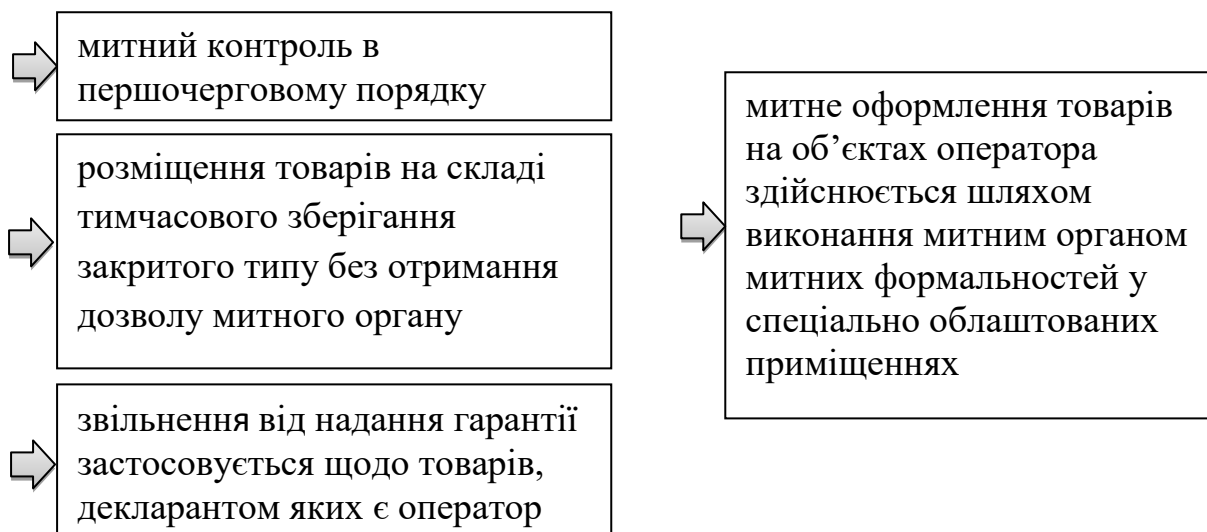 митний контроль в
першочерговому порядку
розміщення товарів на складі
тимчасового зберігання
закритого типу без отримання
дозволу митного органу
звільнення від надання гарантії
застосовується щодо товарів,
декларантом яких є оператор
митне оформлення товарів
на об’єктах оператора
здійснюється шляхом
виконання митним органом
митних формальностей у
спеціально облаштованих
приміщеннях